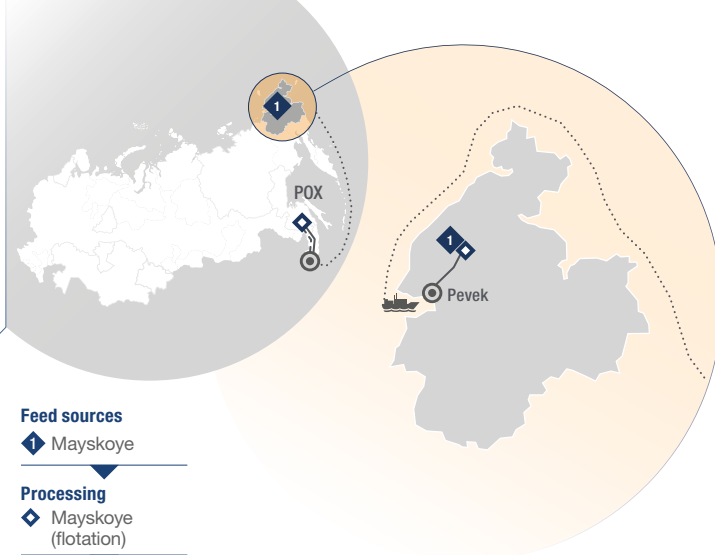 1
POX
1
Pevek
Feed sources
1 Mayskoye
Processing
Mayskoye
(flotation)